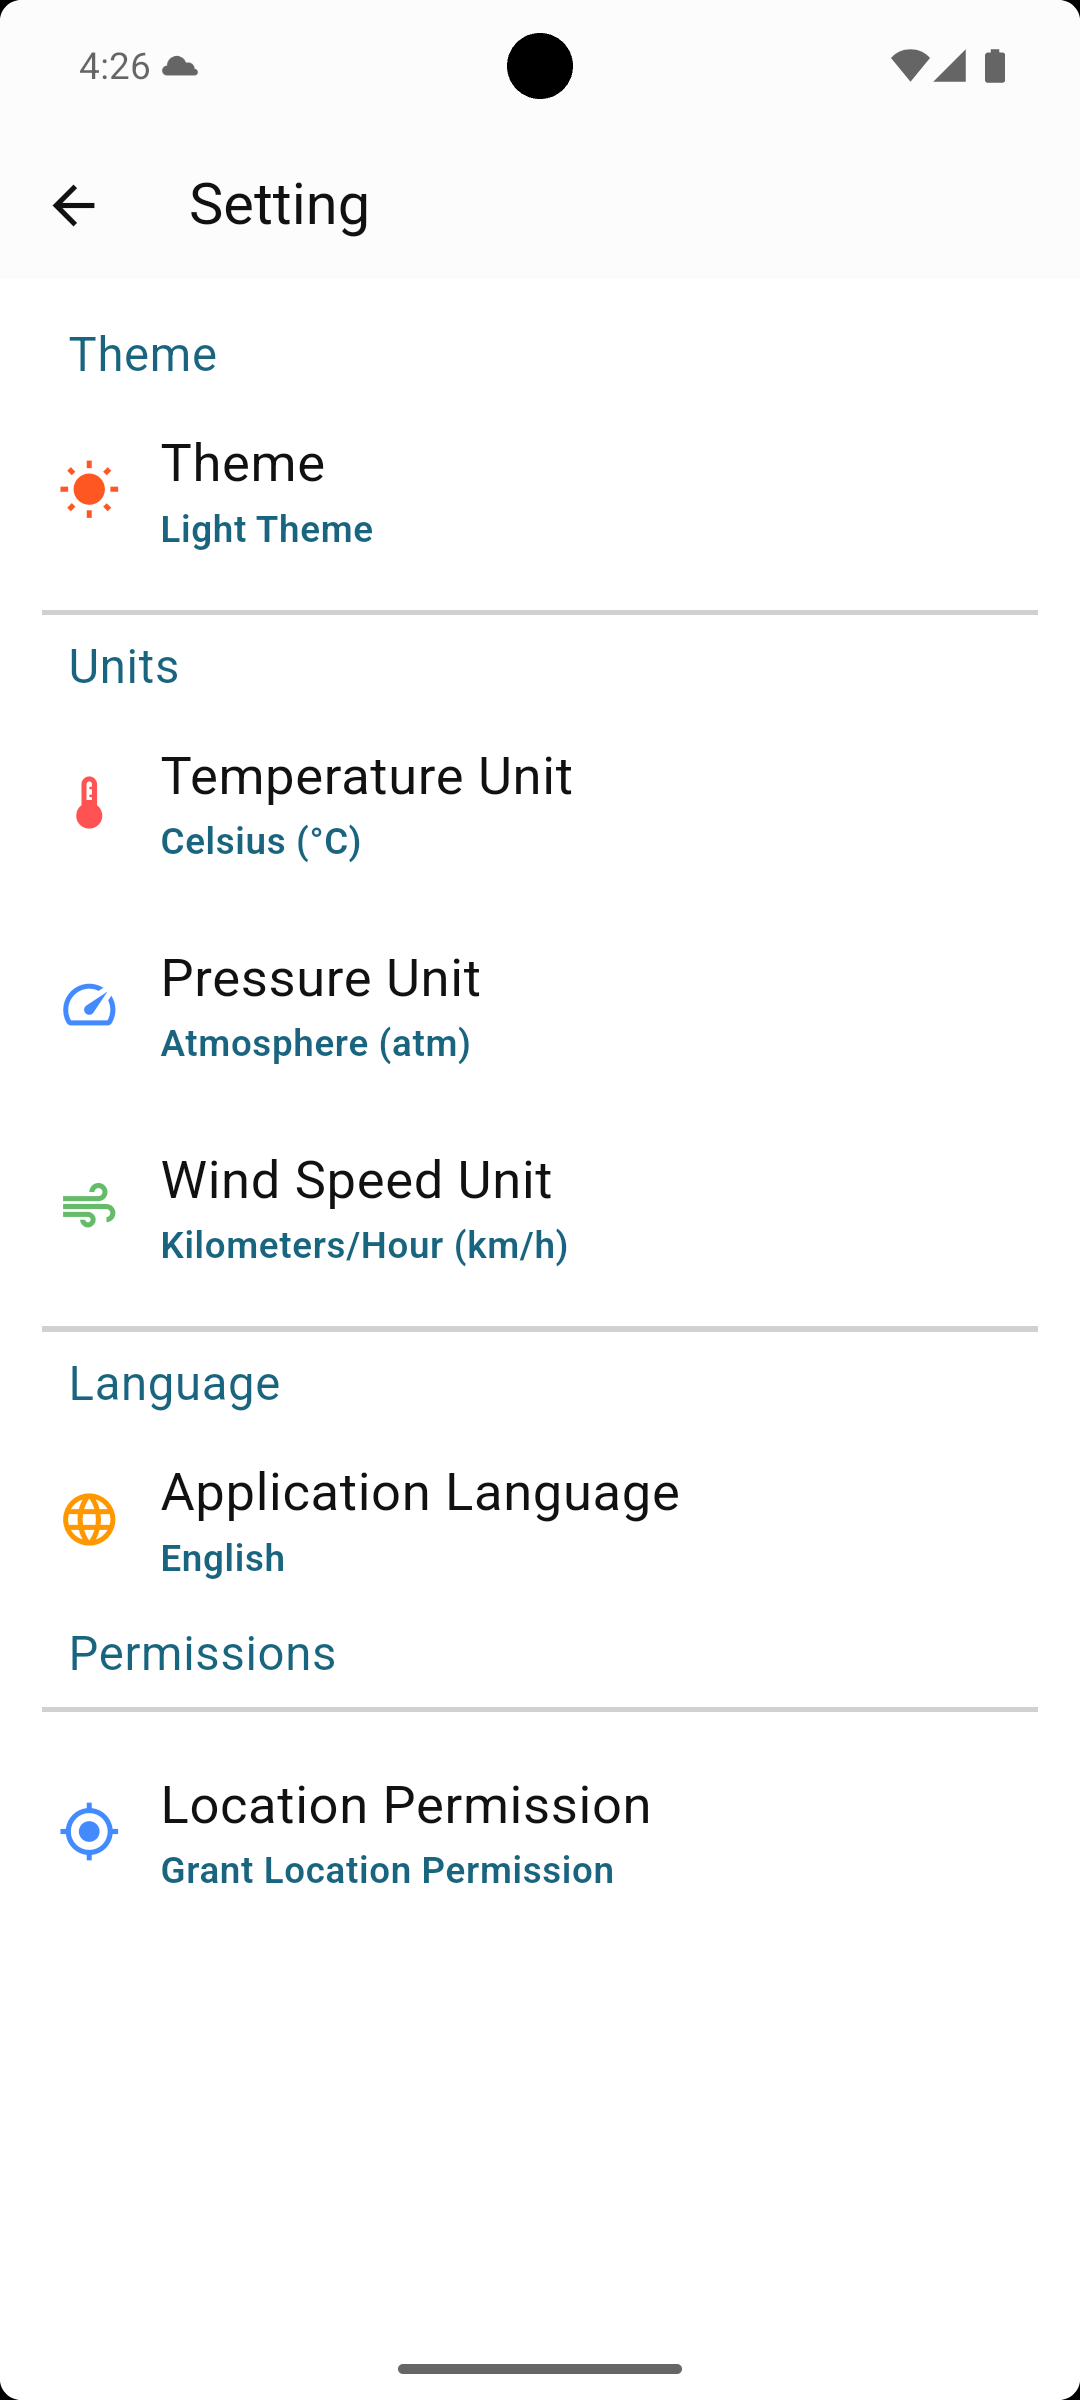 4:26
Setting
Theme
Theme
Light Theme
Units
Temperature Unit
Celsius (°C)
Pressure Unit
Atmosphere (atm)
Wind Speed Unit
Kilometers/Hour (km/h)
Language
Application Language
English
Permissions
Location Permission
Grant Location Permission